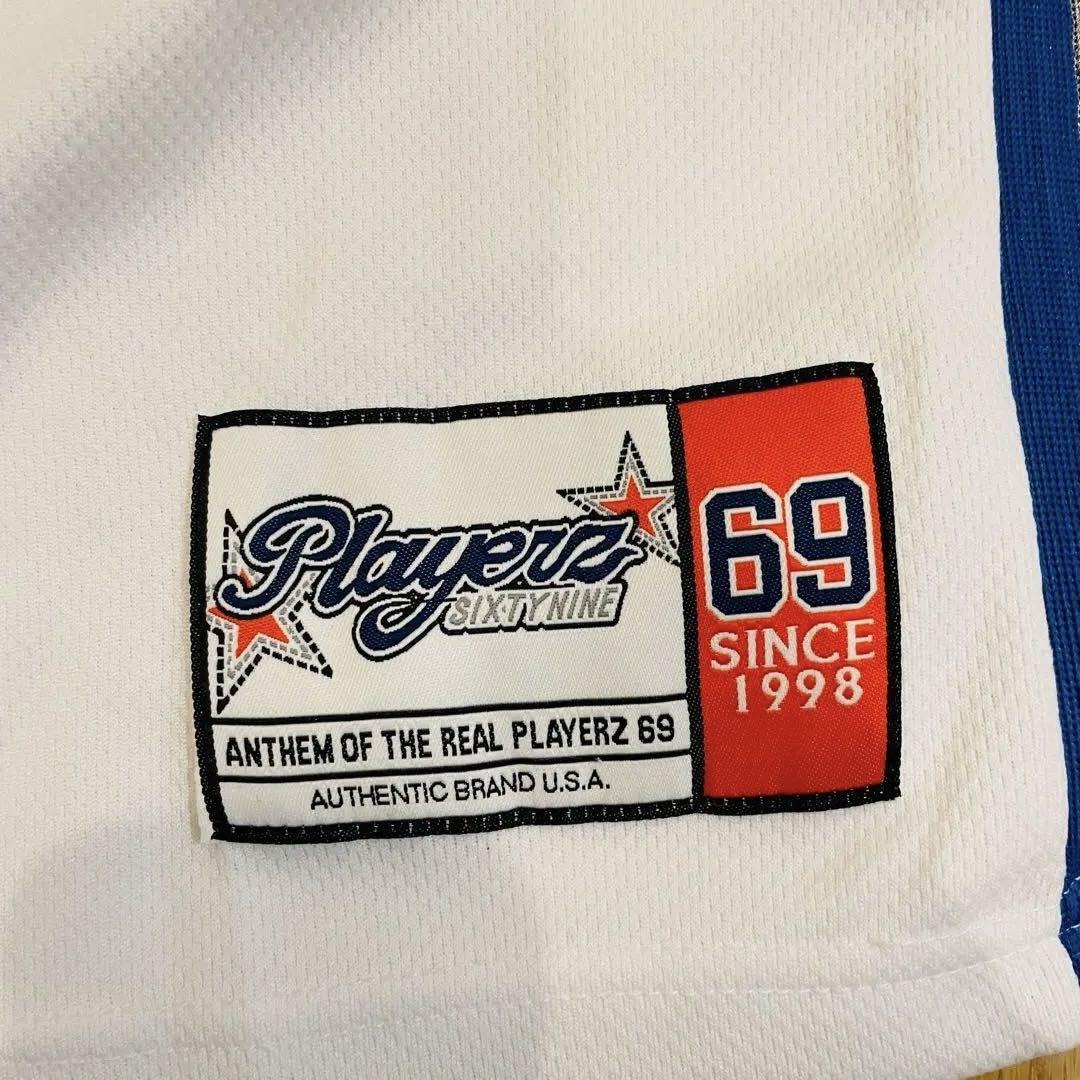 Playerz
SIXTYNINE
ANTHEM OF THE REAL PLAYERZ 69
AUTHENTIC BRAND U.S.A.
69
SINCE
1998